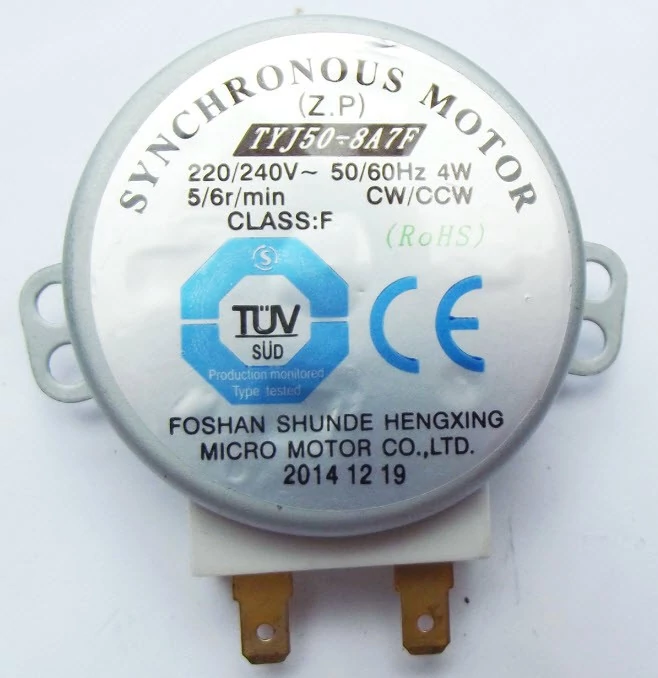 SYNCHRONOUS MOTOR
(Z.P)
TYJ50-8A7F
220/240V~ 50/60Hz 4W
5/6r/min CW/CCW
CLASS:F
(RoHS)
S
TÜV
SÜD
CE
Production monitored
Type tested
FOSHAN SHUNDE HENGXING
MICRO MOTOR CO.,LTD.
2014 12 19